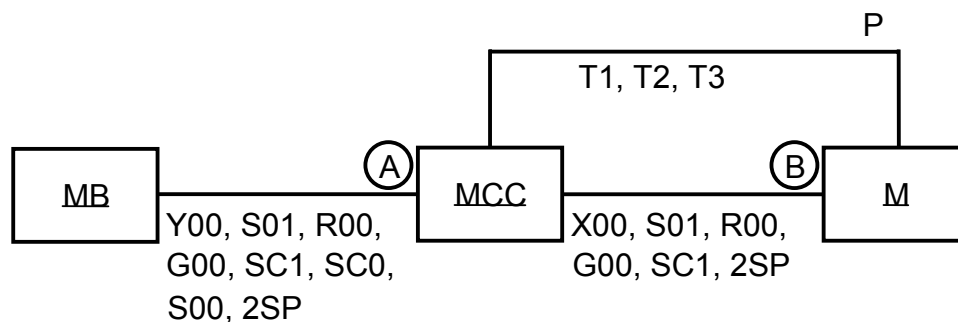 P
T1, T2, T3
A
B
MB
MCC
M
Y00, S01, R00,
G00, SC1, SC0,
S00, 2SP
X00, S01, R00,
G00, SC1, 2SP